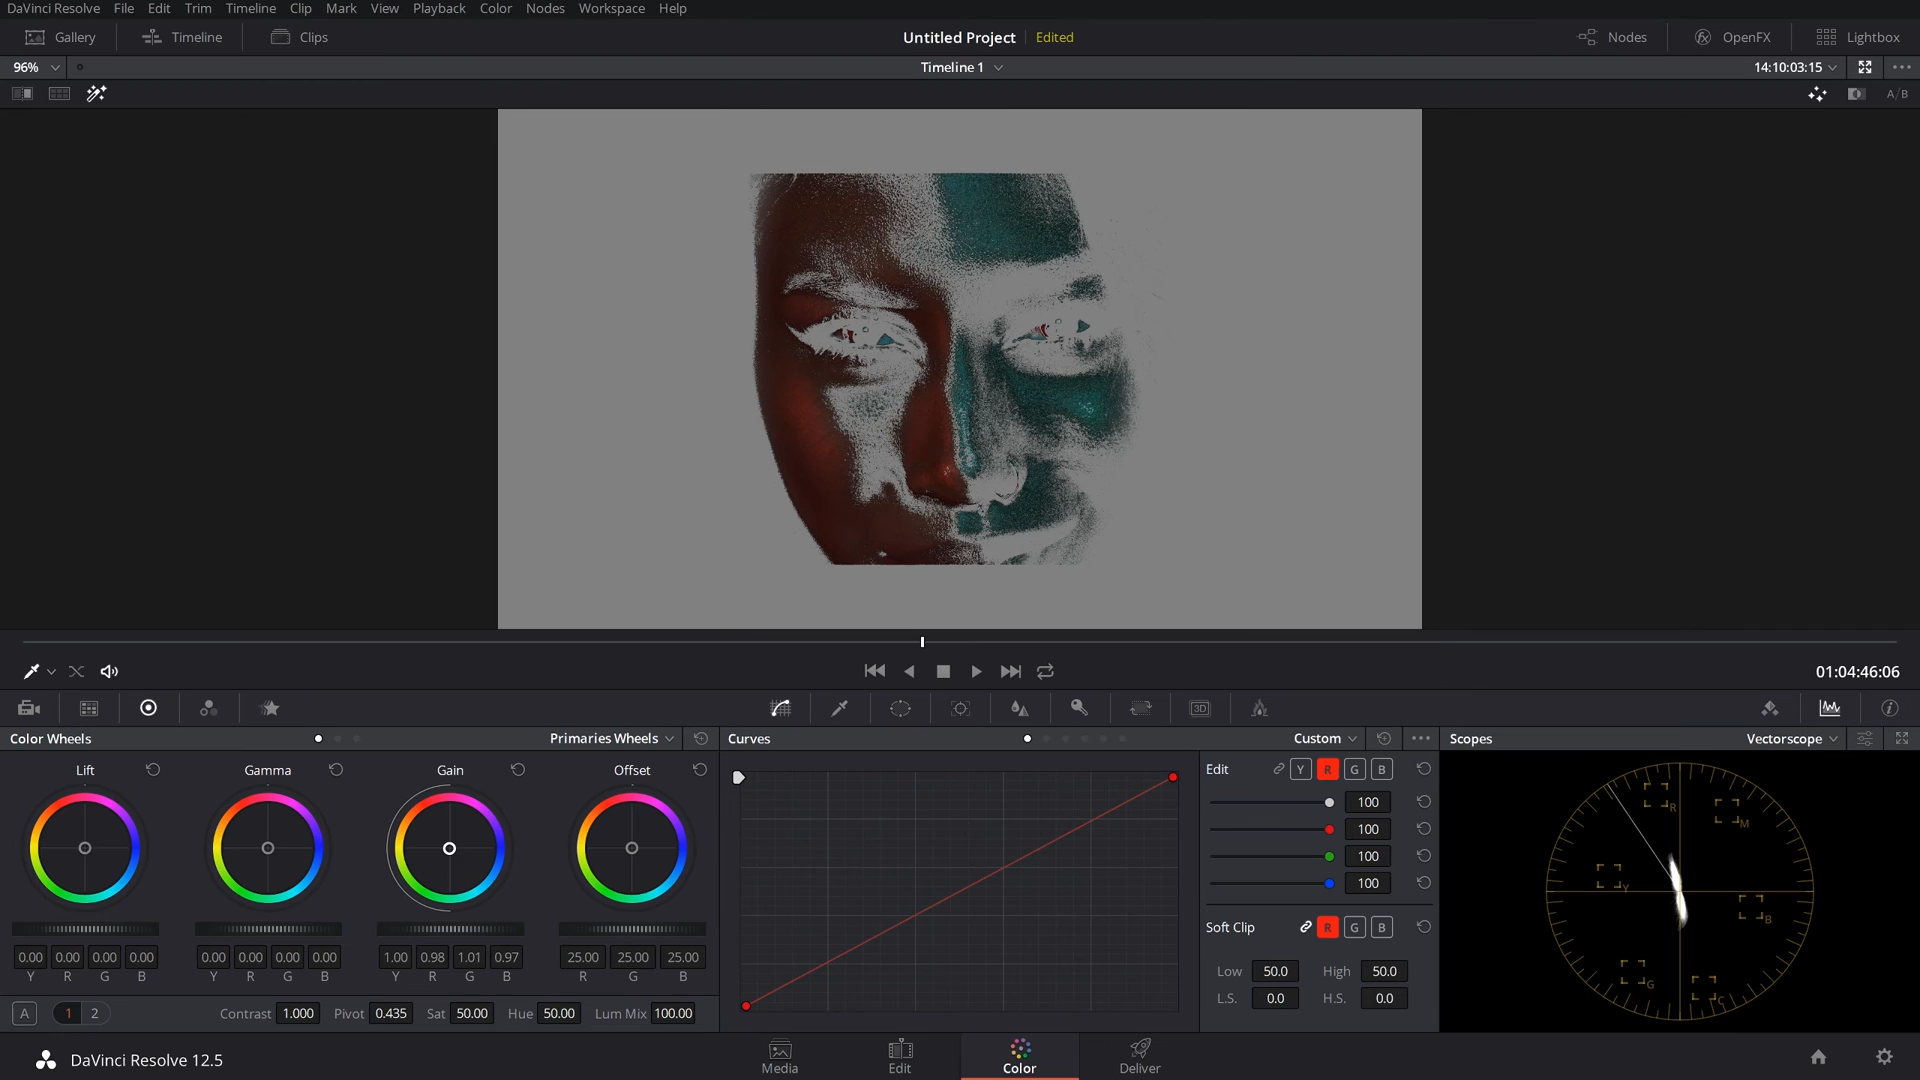 DaVinci Resolve File Edit Trim Timeline Clip Mark View Playback Color Nodes Workspace Help
Gallery Timeline Clips Untitled Project Edited Nodes OpenFX Lightbox
96% Timeline 1 14:10:03:15
A/B
01:04:46:06
3D
Color Wheels Primaries Wheels Curves Custom Scopes Vectorscope
Lift Gamma Gain Offset Edit Y R G B
100
100
100
100
Soft Clip R G B
0.00 0.00 0.00 0.00 0.00 0.00 0.00 0.00 1.00 0.98 1.01 0.97 25.00 25.00 25.00
Y R G B Y R G B Y R G B R G B
Low 50.0 High 50.0
L.S. 0.0 H.S. 0.0
A 1 2 Contrast 1.000 Pivot 0.435 Sat 50.00 Hue 50.00 Lum Mix 100.00
R
M
Y
B
G
C
DaVinci Resolve 12.5 Media Edit Color Deliver